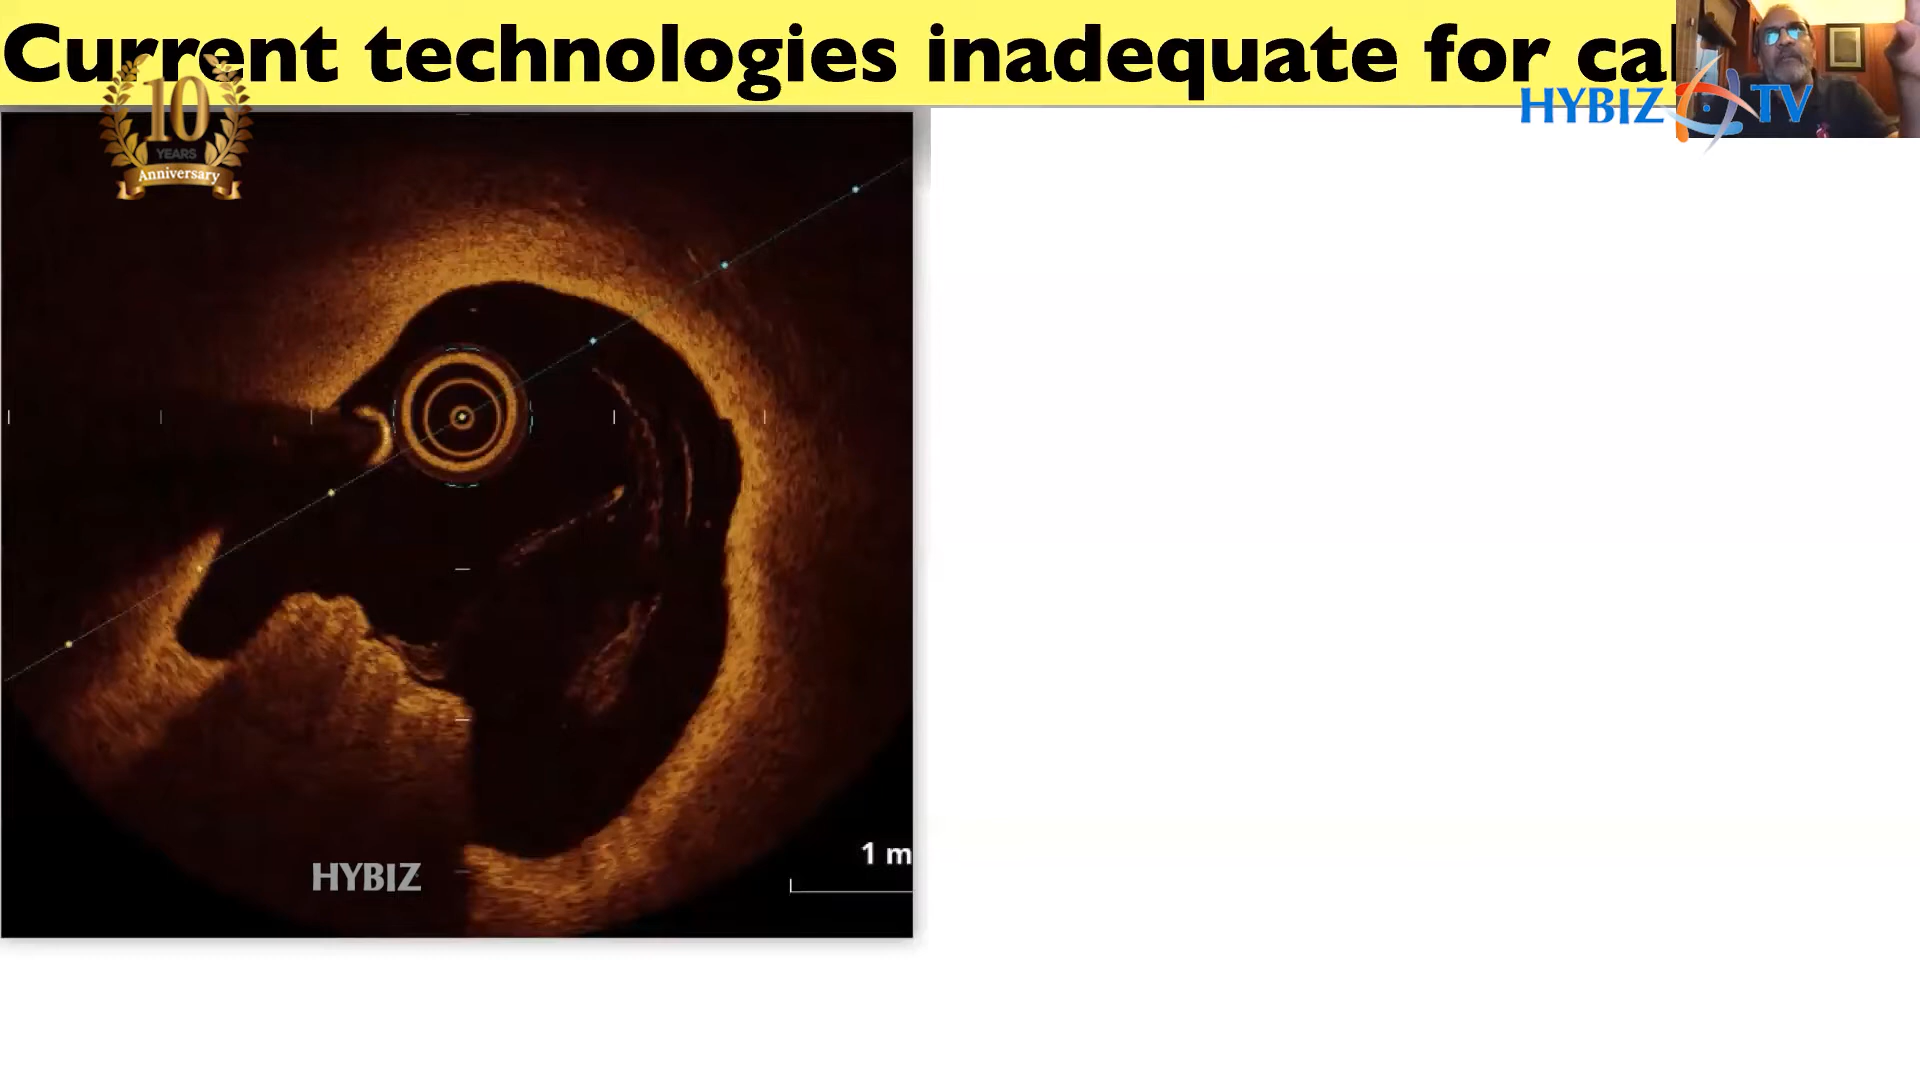 Current technologies inadequate for cal
HYBIZ TV
10
YEARS
Anniversary
1 m
HYBIZ